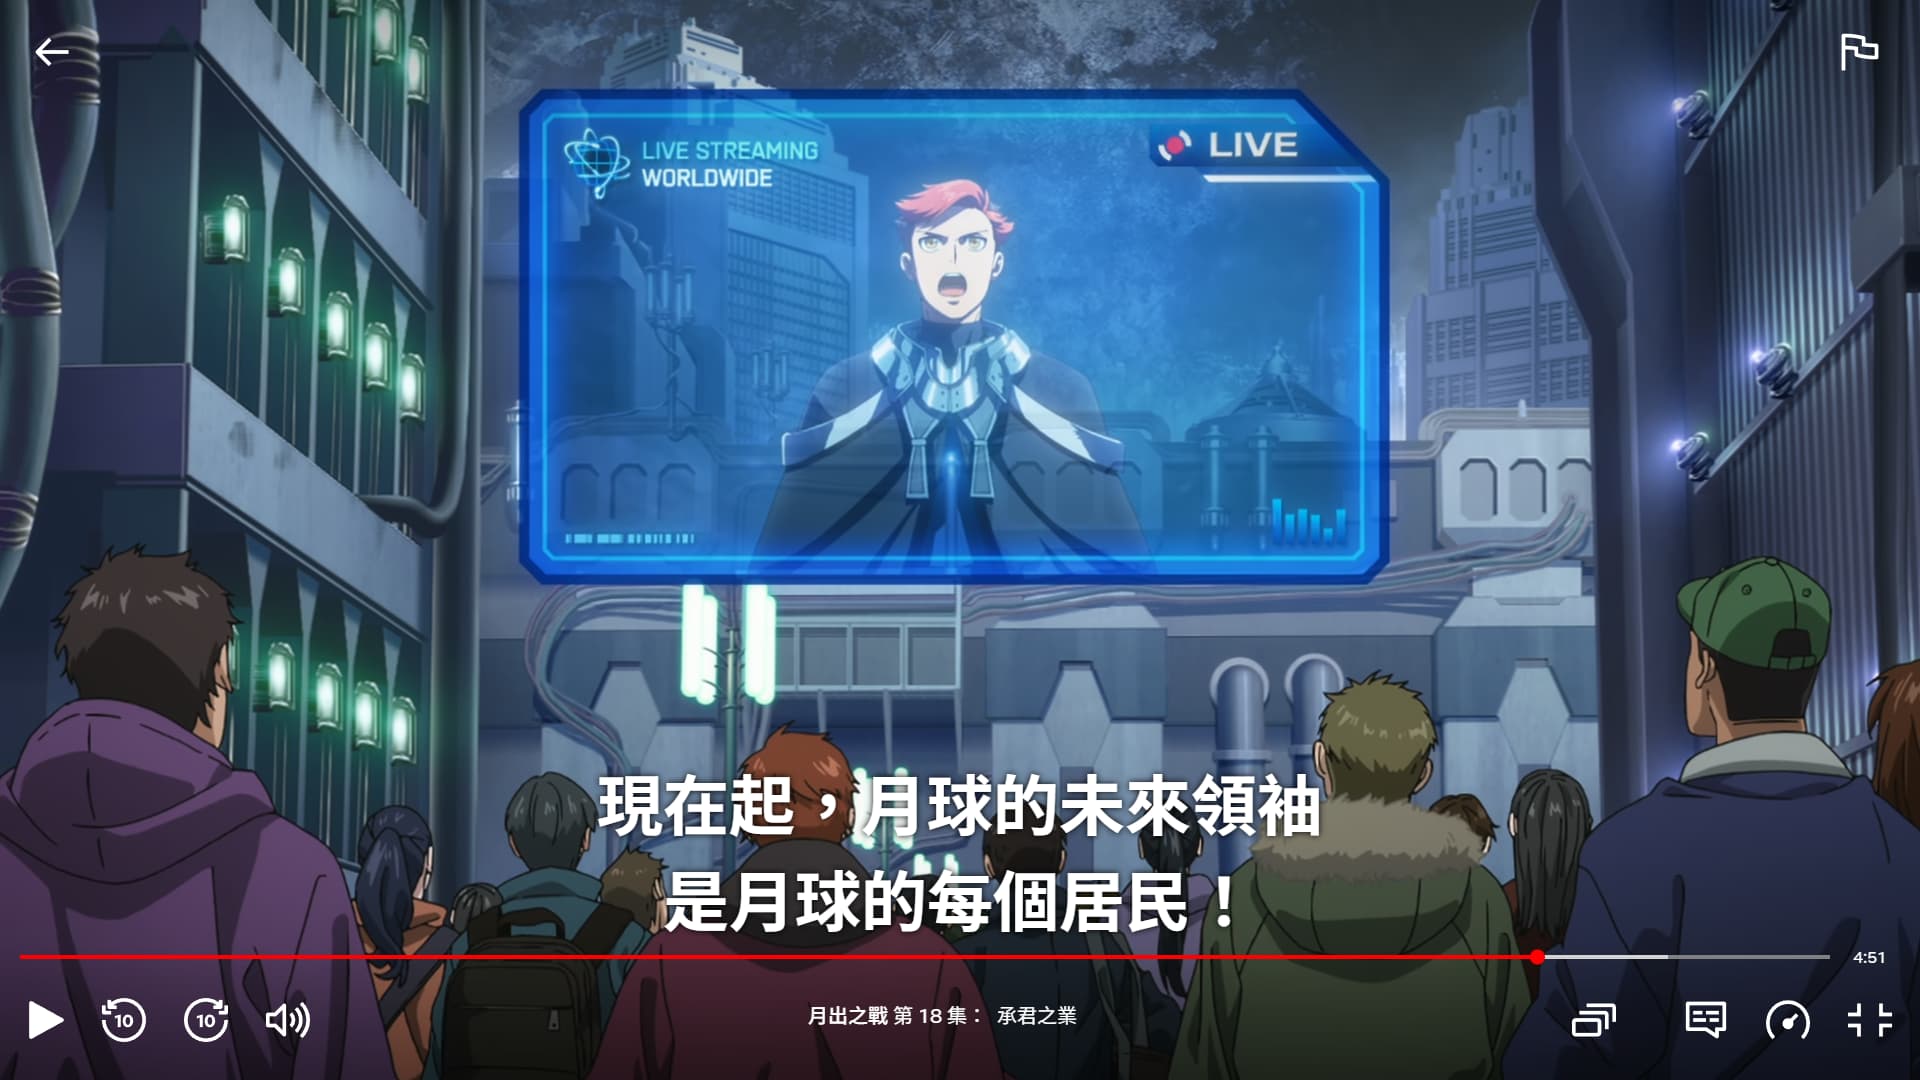 LIVE STREAMING
WORLDWIDE
LIVE
現在起，月球的未來領袖
是月球的每個居民！
4:51
10
10
月出之戰 第 18 集： 承君之業